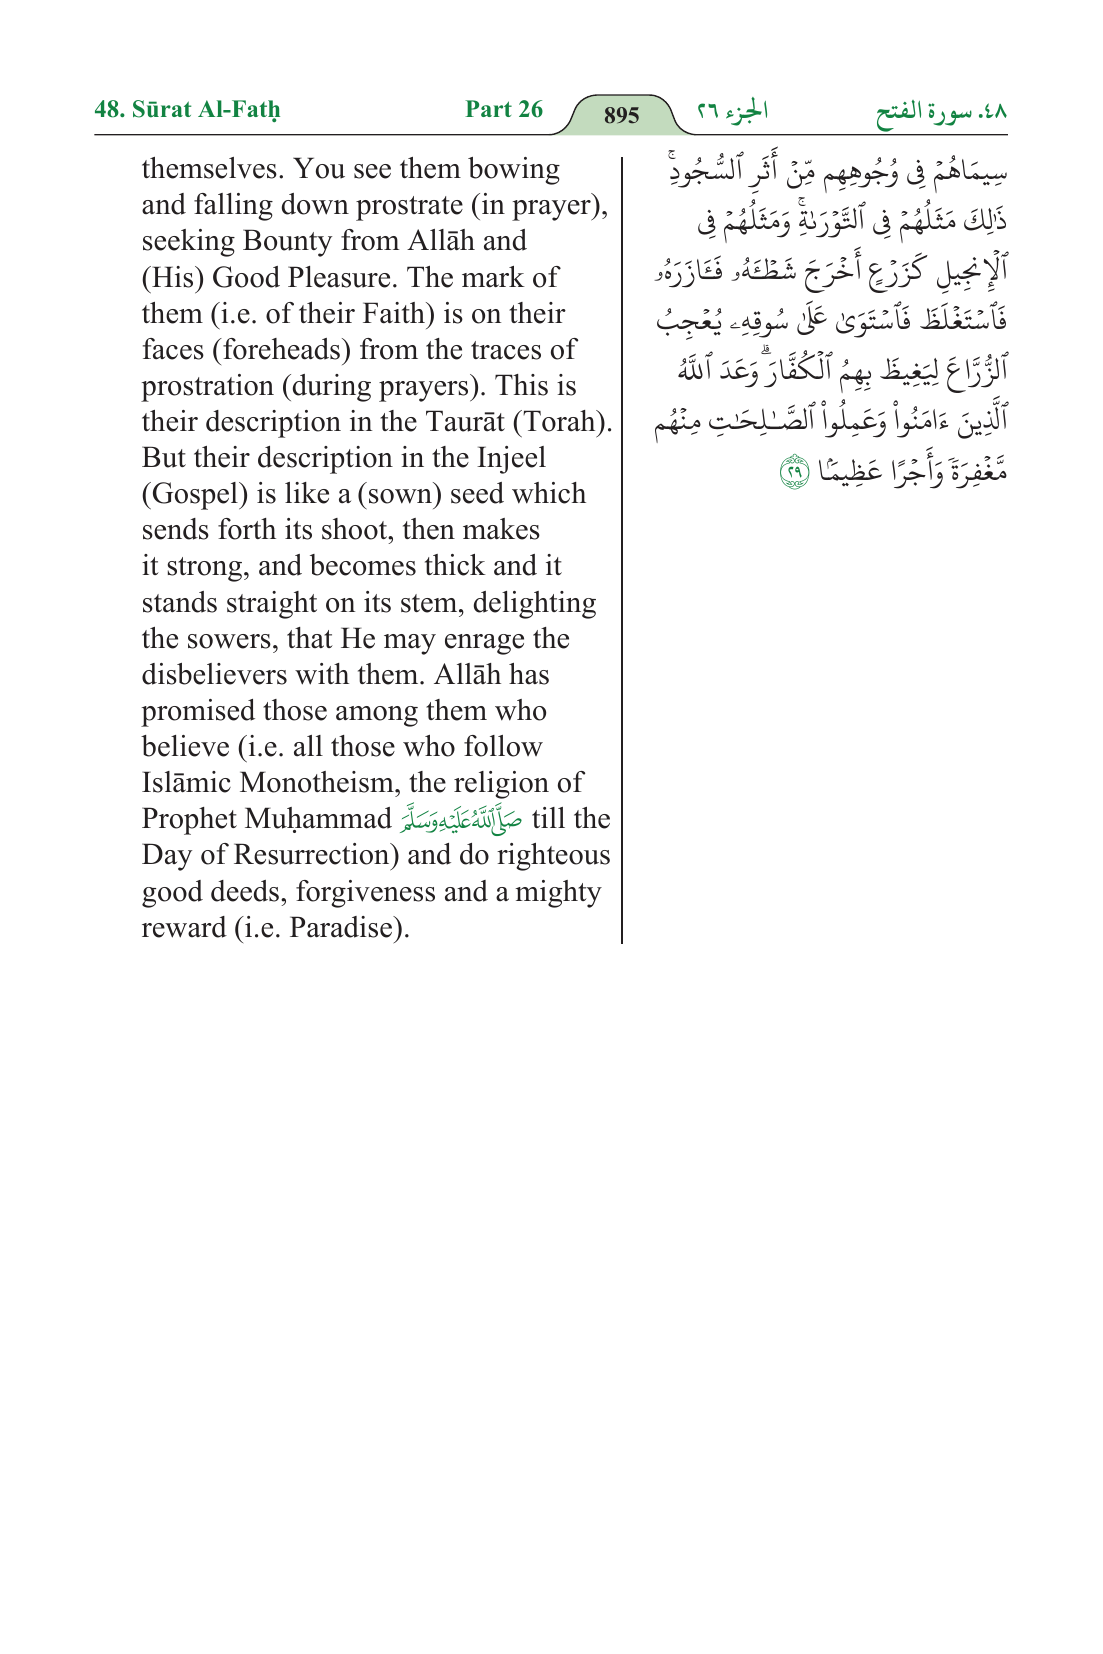 48. Sūrat Al-Fatḥ Part 26 895 الجزء ٢٦ ٤٨. سورة الفتح
themselves. You see them bowing
and falling down prostrate (in prayer),
seeking Bounty from Allāh and
(His) Good Pleasure. The mark of
them (i.e. of their Faith) is on their
faces (foreheads) from the traces of
prostration (during prayers). This is
their description in the Taurāt (Torah).
But their description in the Injeel
(Gospel) is like a (sown) seed which
sends forth its shoot, then makes
it strong, and becomes thick and it
stands straight on its stem, delighting
the sowers, that He may enrage the
disbelievers with them. Allāh has
promised those among them who
believe (i.e. all those who follow
Islāmic Monotheism, the religion of
Prophet Muḥammad صَلَّى ٱللَّهُ عَلَيْهِ وَسَلَّمَ till the
Day of Resurrection) and do righteous
good deeds, forgiveness and a mighty
reward (i.e. Paradise).
سِيمَاهُمۡ فِي وُجُوهِهِم مِّنۡ أَثَرِ ٱلسُّجُودِۚ
ذَٰلِكَ مَثَلُهُمۡ فِي ٱلتَّوۡرَىٰةِۚ وَمَثَلُهُمۡ فِي
ٱلۡإِنجِيلِ كَزَرۡعٍ أَخۡرَجَ شَطۡـَٔهُۥ فَـَٔازَرَهُۥ
فَٱسۡتَغۡلَظَ فَٱسۡتَوَىٰ عَلَىٰ سُوقِهِۦ يُعۡجِبُ
ٱلزُّرَّاعَ لِيَغِيظَ بِهِمُ ٱلۡكُفَّارَۗ وَعَدَ ٱللَّهُ
ٱلَّذِينَ ءَامَنُواْ وَعَمِلُواْ ٱلصَّـٰلِحَـٰتِ مِنۡهُم
مَّغۡفِرَةٗ وَأَجۡرًا عَظِيمَۢا ٢٩